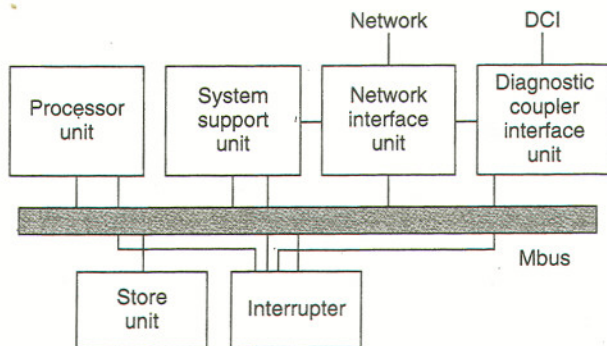 Network
DCI
Processor
unit
System
support
unit
Network
interface
unit
Diagnostic
coupler
interface
unit
Mbus
Store
unit
Interrupter